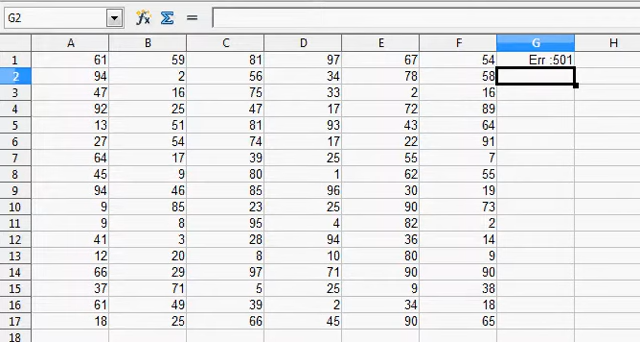 G2
A B C D E F G H
1 61 59 81 97 67 54 Err :501
2 94 2 56 34 78 58
3 47 16 75 33 2 16
4 92 25 47 17 72 89
5 13 51 81 93 43 64
6 27 54 74 17 22 91
7 64 17 39 25 55 7
8 45 9 80 1 62 55
9 94 46 85 96 30 19
10 9 85 23 25 90 73
11 9 8 95 4 82 2
12 41 3 28 94 36 14
13 12 20 8 10 80 9
14 66 29 97 71 90 90
15 37 71 5 25 9 38
16 61 49 39 2 34 18
17 18 25 66 45 90 65
18